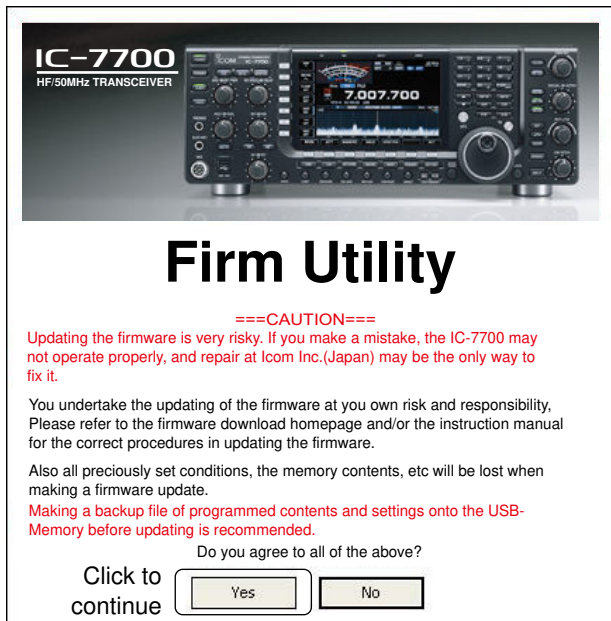 IC-7700
HF/50MHz TRANSCEIVER
ICOM
IC-7700
7.007.700
Firm Utility
===CAUTION===
Updating the firmware is very risky. If you make a mistake, the IC-7700 may
not operate properly, and repair at Icom Inc.(Japan) may be the only way to
fix it.
You undertake the updating of the firmware at you own risk and responsibility,
Please refer to the firmware download homepage and/or the instruction manual
for the correct procedures in updating the firmware.
Also all preciously set conditions, the memory contents, etc will be lost when
making a firmware update.
Making a backup file of programmed contents and settings onto the USB-
Memory before updating is recommended.
Do you agree to all of the above?
Click to
continue
Yes
No